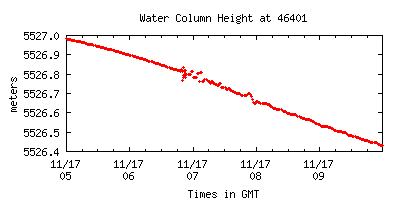 Water Column Height at 46401
5527.0
5526.9
5526.8
5526.7
5526.6
5526.5
5526.4
meters
11/17 11/17 11/17 11/17 11/17
05 06 07 08 09
Times in GMT